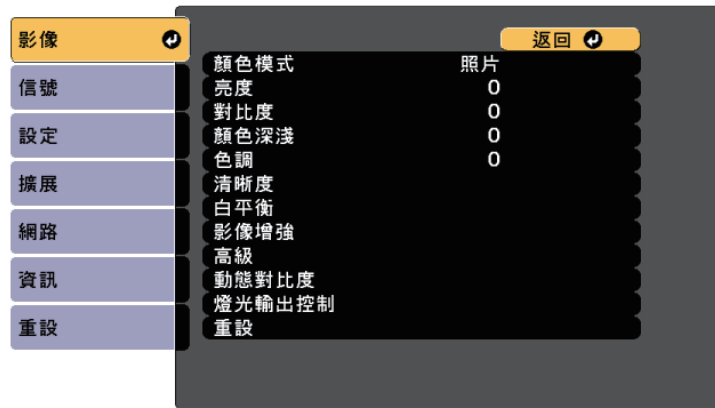 影像
信號
設定
擴展
網路
資訊
重設
返回
顏色模式 照片
亮度 0
對比度 0
顏色深淺 0
色調 0
清晰度
白平衡
影像增強
高級
動態對比度
燈光輸出控制
重設